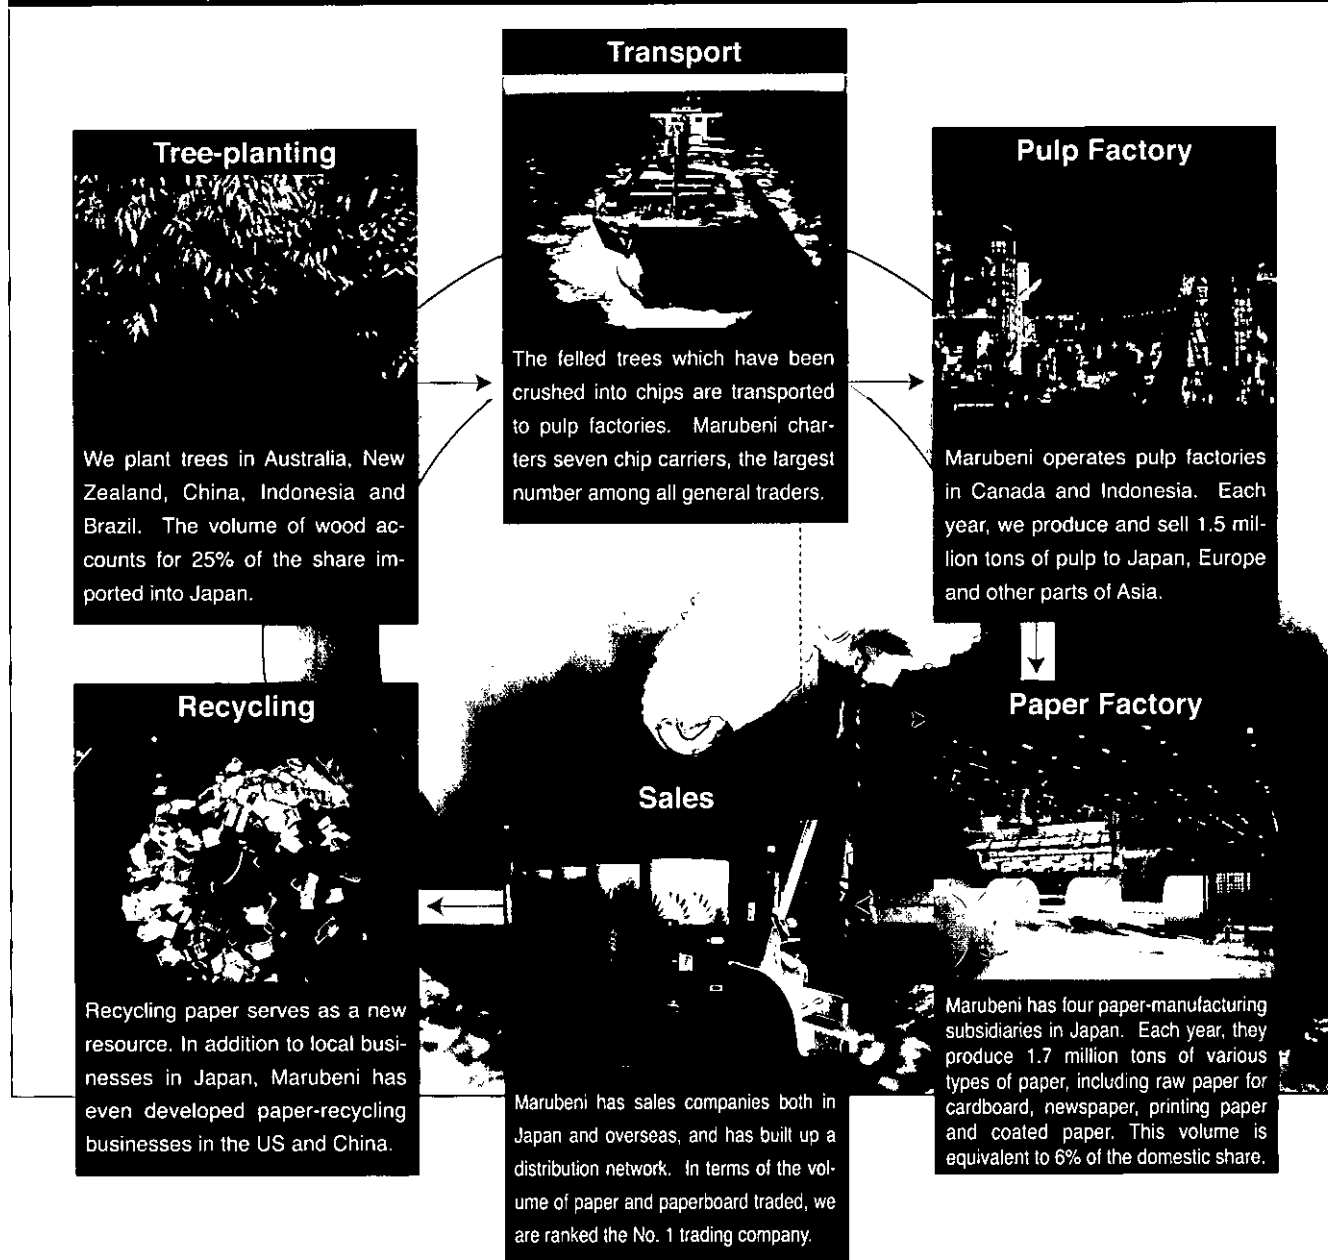 Transport
The felled trees which have been
crushed into chips are transported
to pulp factories. Marubeni char-
ters seven chip carriers, the largest
number among all general traders.
Tree-planting
We plant trees in Australia, New
Zealand, China, Indonesia and
Brazil. The volume of wood ac-
counts for 25% of the share im-
ported into Japan.
Pulp Factory
Marubeni operates pulp factories
in Canada and Indonesia. Each
year, we produce and sell 1.5 mil-
lion tons of pulp to Japan, Europe
and other parts of Asia.
Recycling
Recycling paper serves as a new
resource. In addition to local busi-
nesses in Japan, Marubeni has
even developed paper-recycling
businesses in the US and China.
Sales
Marubeni has sales companies both in
Japan and overseas, and has built up a
distribution network. In terms of the vol-
ume of paper and paperboard traded, we
are ranked the No. 1 trading company.
Paper Factory
Marubeni has four paper-manufacturing
subsidiaries in Japan. Each year, they
produce 1.7 million tons of various
types of paper, including raw paper for
cardboard, newspaper, printing paper
and coated paper. This volume is
equivalent to 6% of the domestic share.